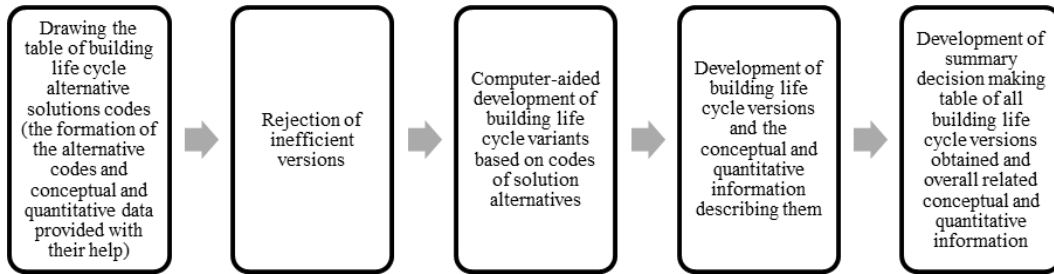 Drawing the
table of building
life cycle
alternative
solutions codes
(the formation of
the alternative
codes and
conceptual and
quantitative data
provided with
their help)
Rejection of
inefficient
versions
Computer-aided
development of
building life
cycle variants
based on codes
of solution
alternatives
Development of
building life
cycle versions
and the
conceptual and
quantitative
information
describing them
Development of
summary
decision making
table of all
building life
cycle versions
obtained and
overall related
conceptual and
quantitative
information